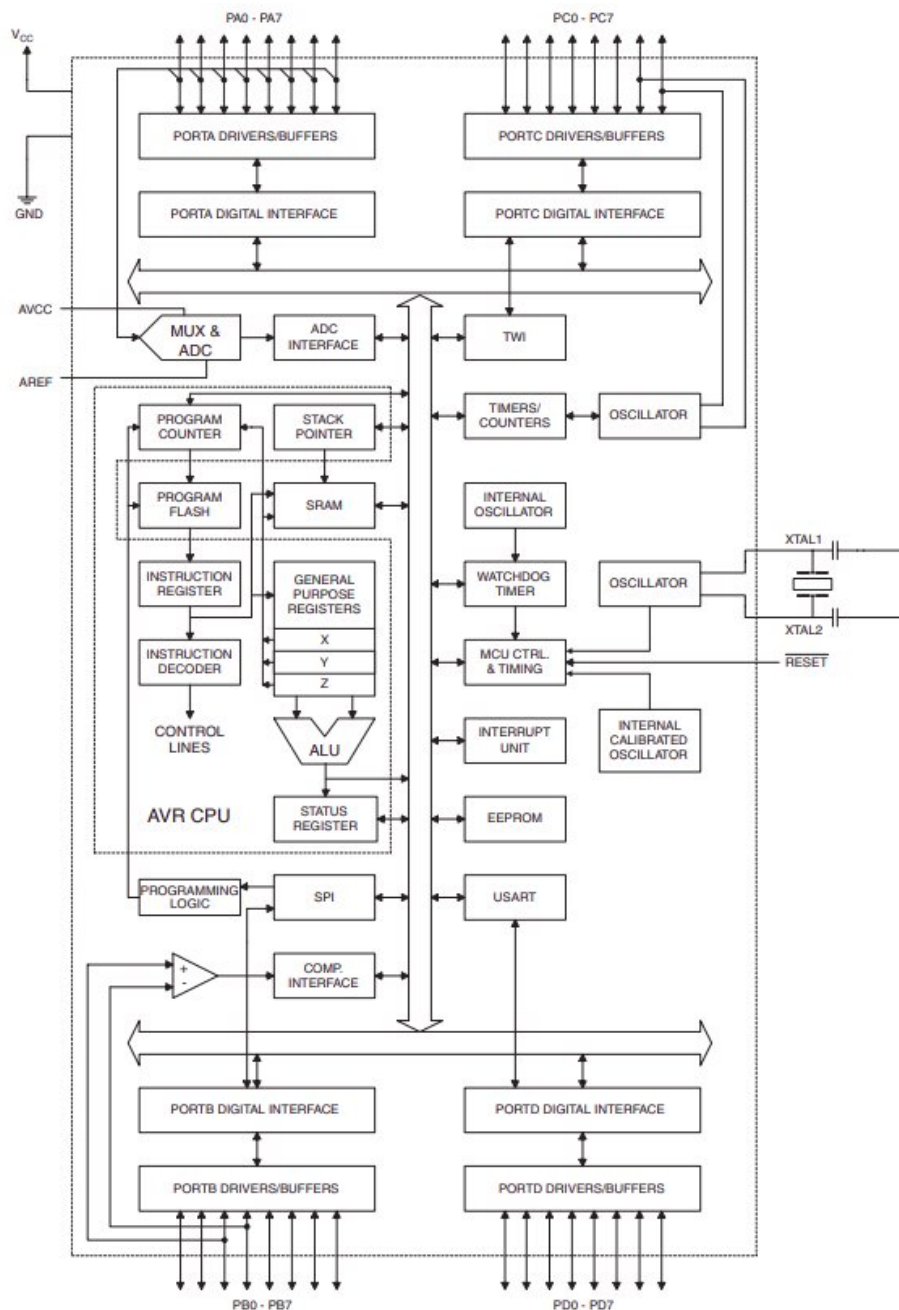 PA0 - PA7
PC0 - PC7
VCC
PORTA DRIVERS/BUFFERS
PORTC DRIVERS/BUFFERS
GND
PORTA DIGITAL INTERFACE
PORTC DIGITAL INTERFACE
AVCC
MUX &
ADC
ADC
INTERFACE
TWI
AREF
PROGRAM
COUNTER
STACK
POINTER
TIMERS/
COUNTERS
OSCILLATOR
PROGRAM
FLASH
SRAM
INTERNAL
OSCILLATOR
XTAL1
INSTRUCTION
REGISTER
GENERAL
PURPOSE
REGISTERS
WATCHDOG
TIMER
OSCILLATOR
XTAL2
X
INSTRUCTION
DECODER
Y
MCU CTRL.
& TIMING
RESET
Z
CONTROL
LINES
ALU
INTERRUPT
UNIT
INTERNAL
CALIBRATED
OSCILLATOR
AVR CPU
STATUS
REGISTER
EEPROM
PROGRAMMING
LOGIC
SPI
USART
+
-
COMP.
INTERFACE
PORTB DIGITAL INTERFACE
PORTD DIGITAL INTERFACE
PORTB DRIVERS/BUFFERS
PORTD DRIVERS/BUFFERS
PB0 - PB7
PD0 - PD7